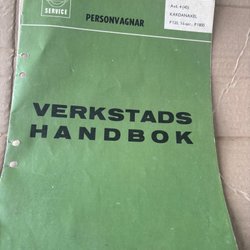 SERVICE
PERSONVAGNAR
KARDANAXEL
VERKSTADS
HANDBOK